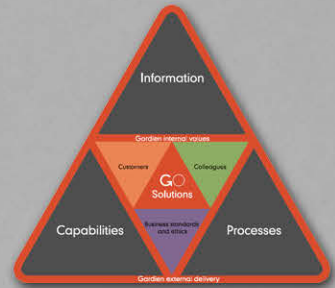 Information
Gardien internal values
Customers
Colleagues
GO
Solutions
Business standards
and ethics
Capabilities
Processes
Gardien external delivery